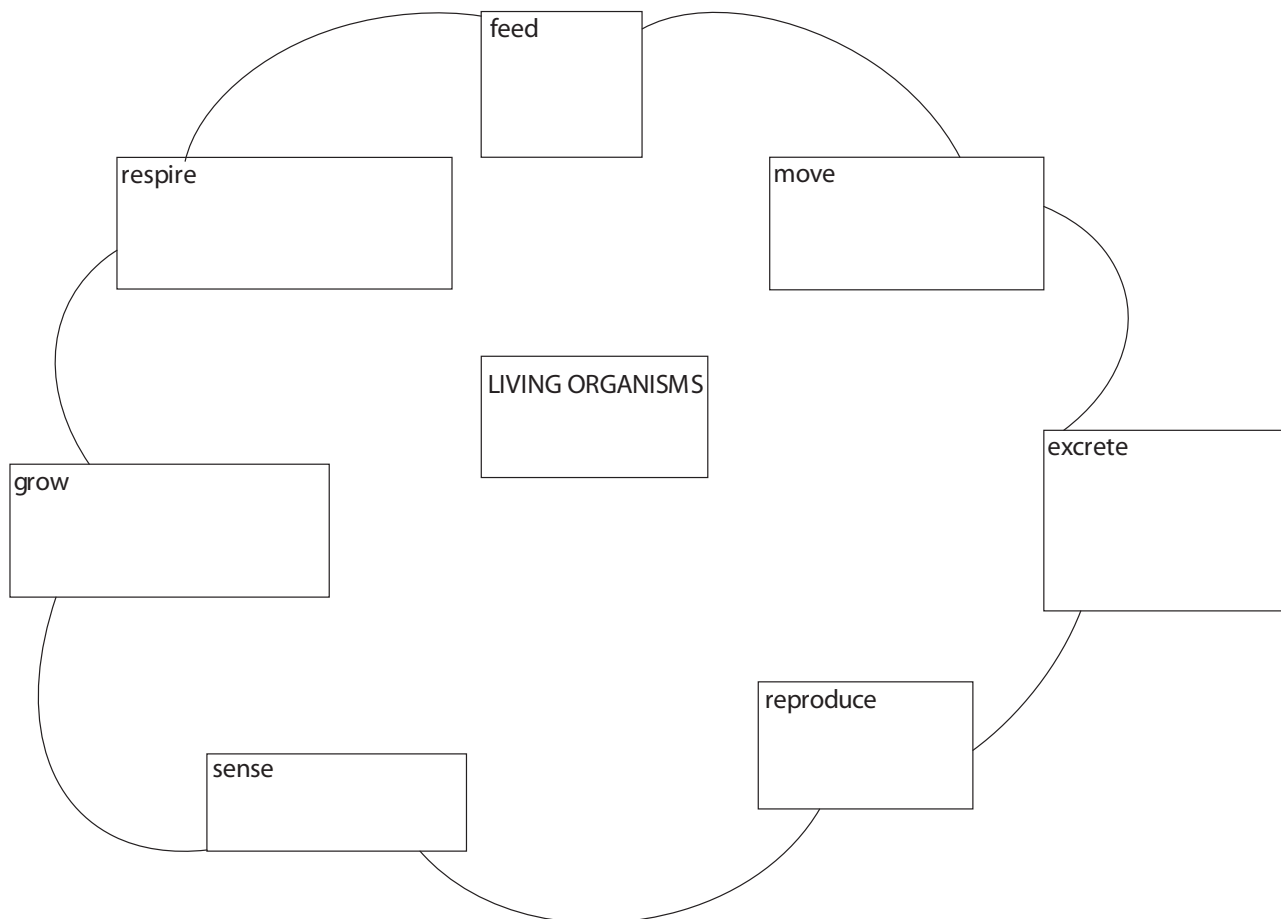 feed
respire
move
LIVING ORGANISMS
excrete
grow
reproduce
sense